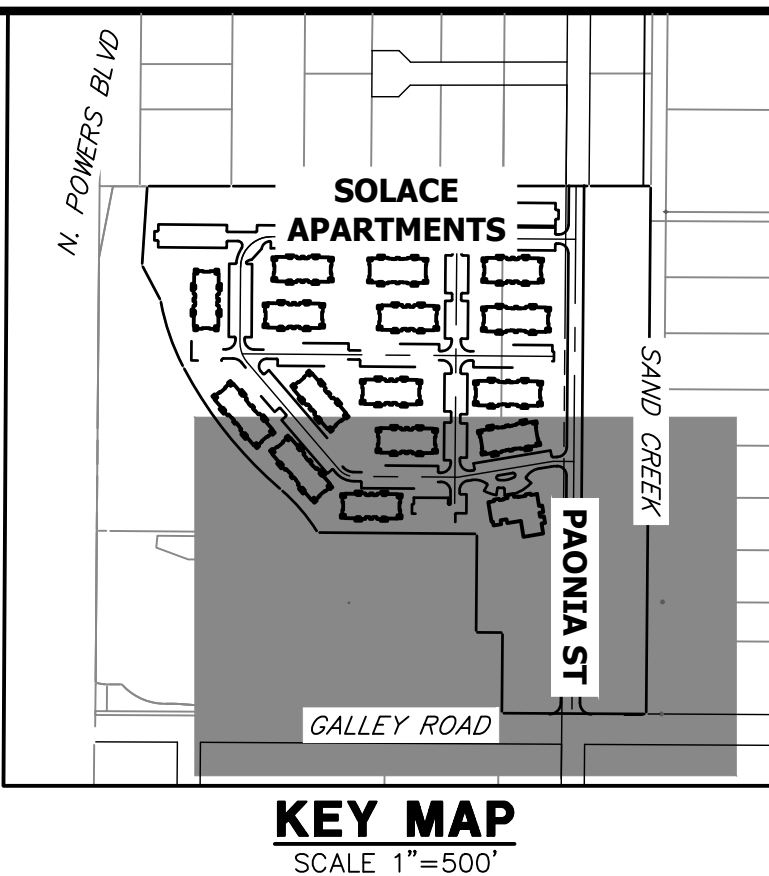 N. POWERS BLVD
SOLACE
APARTMENTS
SAND CREEK
PAONIA ST
GALLEY ROAD
KEY MAP
SCALE 1"=500'